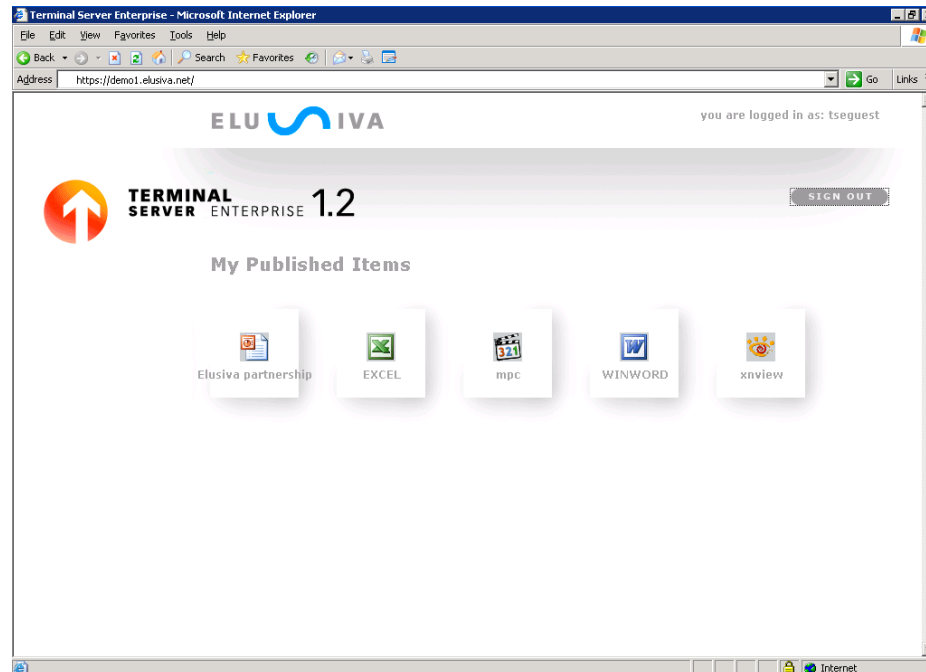 Terminal Server Enterprise - Microsoft Internet Explorer
File Edit View Favorites Tools Help
Back Search Favorites
Address https://demo1.elusiva.net/ Go Links
ELU IVA
you are logged in as: tseguest
TERMINAL
SERVER ENTERPRISE 1.2
SIGN OUT
My Published Items
321
W
Elusiva partnership EXCEL mpc WINWORD xnview
Internet